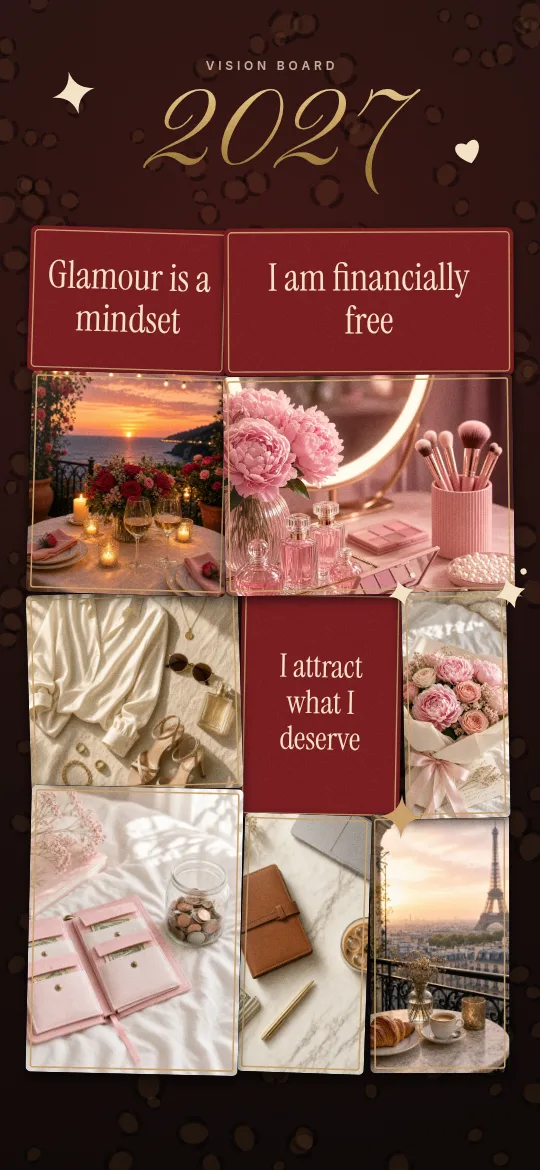 VISION BOARD
2027
Glamour is a
mindset
I am financially
free
I attract
what I
deserve